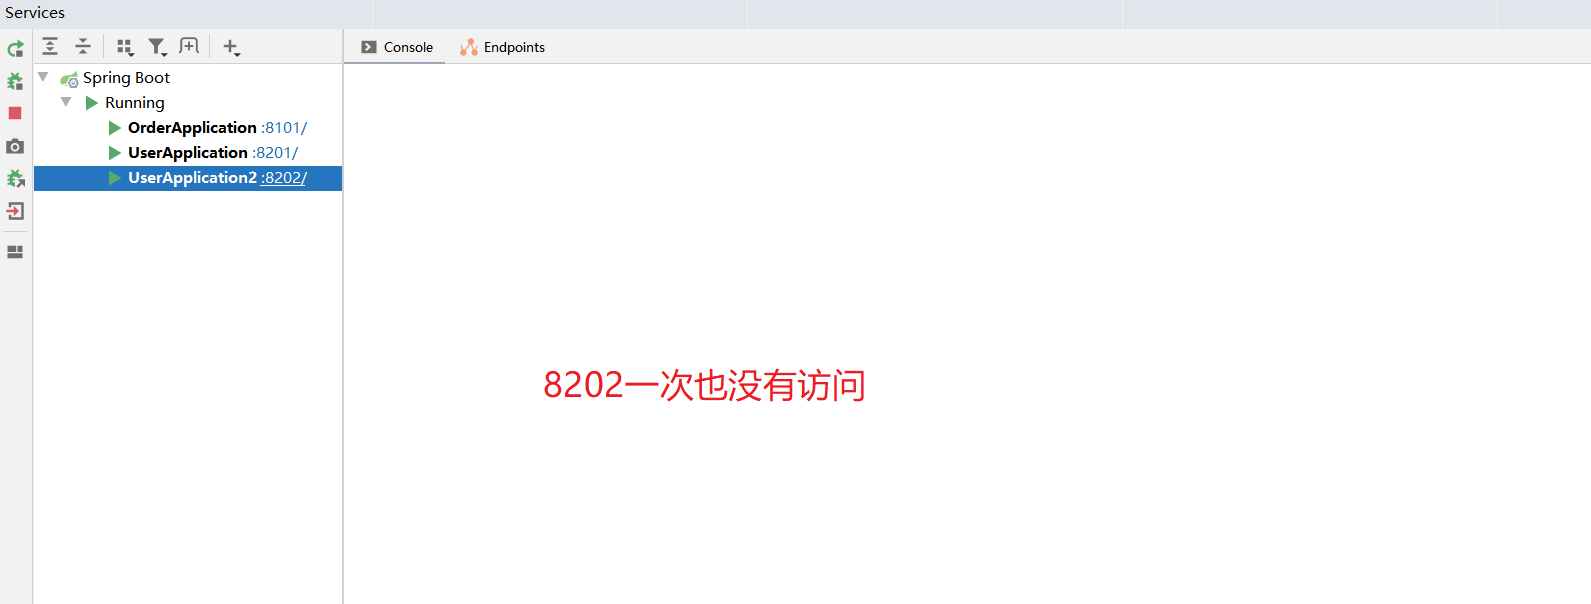 Services
Console
Endpoints
Spring Boot
Running
OrderApplication :8101/
UserApplication :8201/
UserApplication2 :8202/
8202一次也没有访问